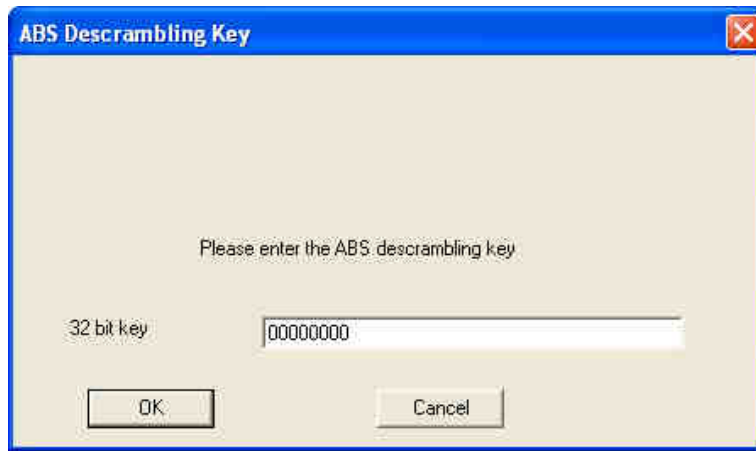 ABS Descrambling Key
Please enter the ABS descrambling key
32 bit key 00000000
OK Cancel